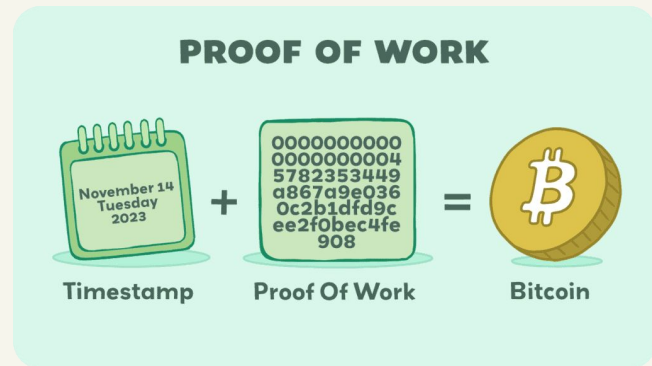 PROOF OF WORK
November 14
Tuesday
2023
+
0000000000
0000000004
5782353449
a867a9e036
0c2b1dfd9c
ee2f0bec4fe
908
=
₿
Timestamp
Proof Of Work
Bitcoin